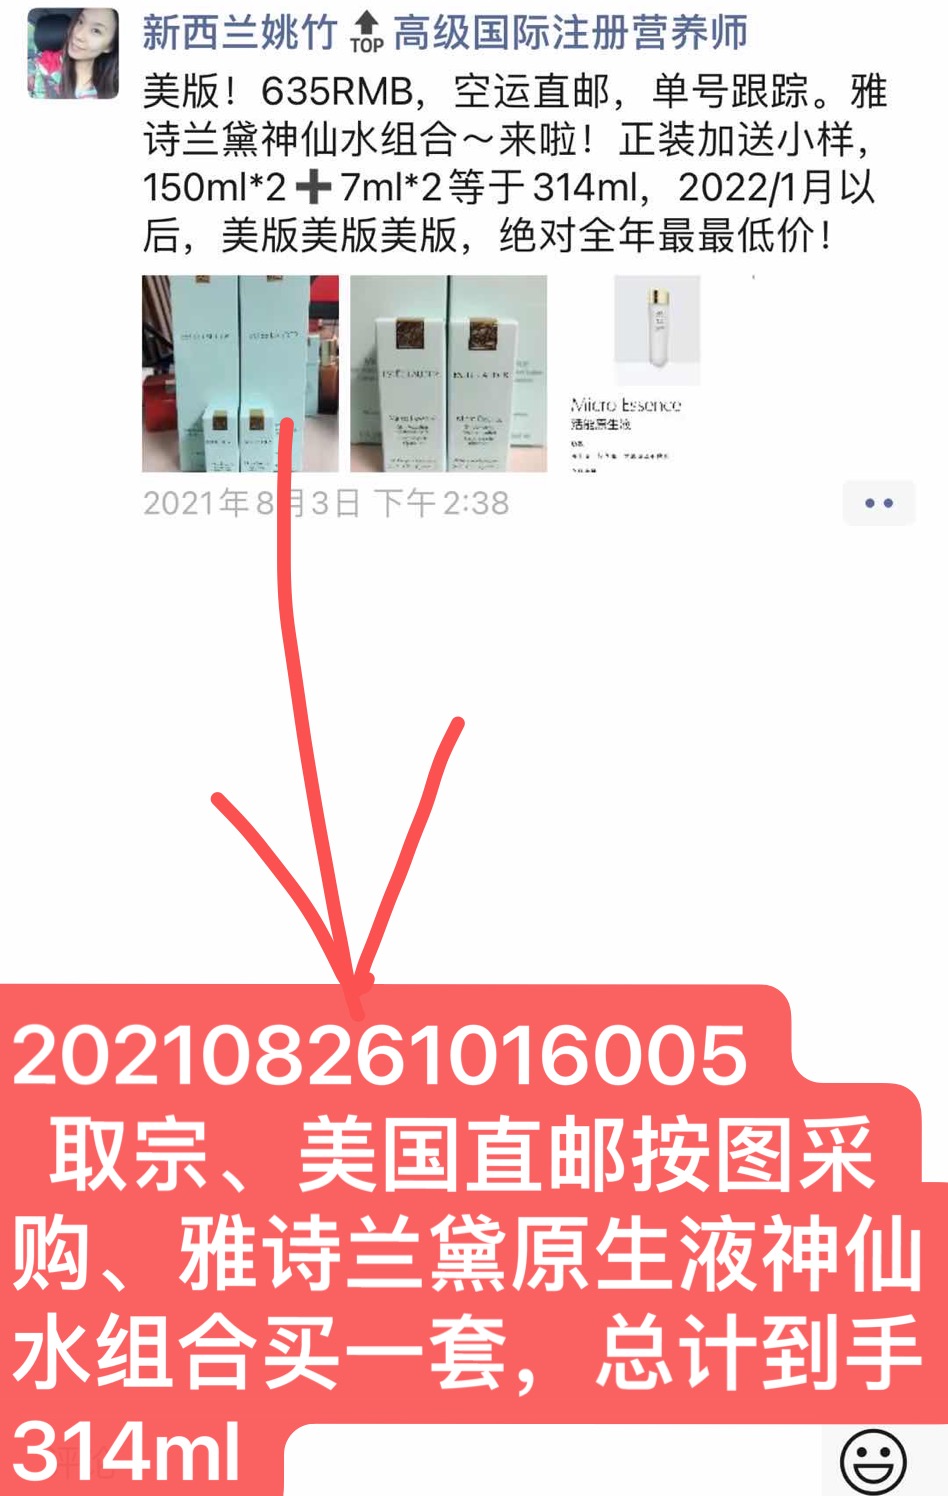 新西兰姚竹🔝高级国际注册营养师
美版！635RMB，空运直邮，单号跟踪。雅
诗兰黛神仙水组合～来啦！正装加送小样，
150ml*2➕7ml*2等于314ml，2022/1月以
后，美版美版美版，绝对全年最最低价！
ESTĒE LAUDER
ESTĒE LAUDER
Micro Essence
活能原生液
2021年8月3日 下午2:38
202108261016005
取宗、美国直邮按图采
购、雅诗兰黛原生液神仙
水组合买一套，总计到手
314ml